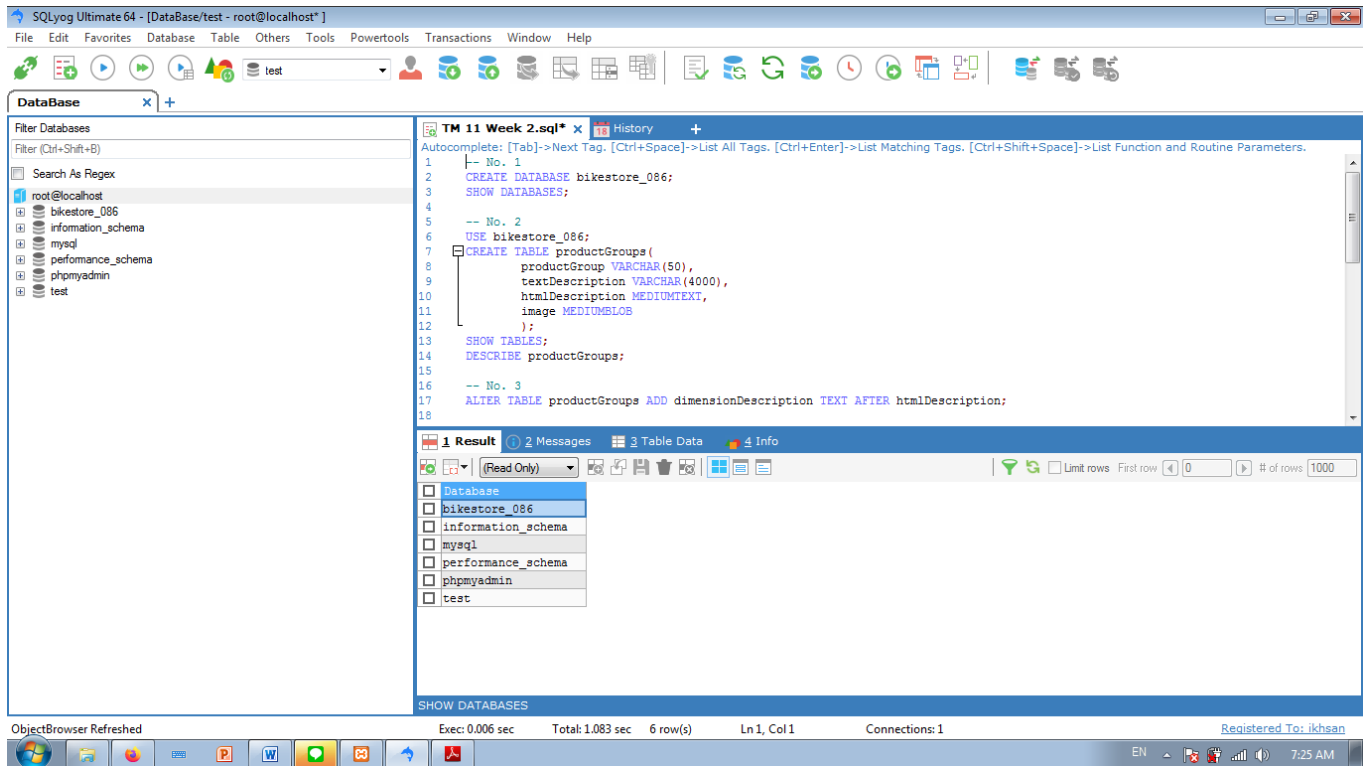 SQLyog Ultimate 64 - [DataBase/test - root@localhost* ]
File Edit Favorites Database Table Others Tools Powertools Transactions Window Help
test
DataBase x +
Filter Databases
Filter (Ctrl+Shift+B)
Search As Regex
root@localhost
bikestore_086
information_schema
mysql
performance_schema
phpmyadmin
test
TM 11 Week 2.sql* x 18 History +
Autocomplete: [Tab]->Next Tag. [Ctrl+Space]->List All Tags. [Ctrl+Enter]->List Matching Tags. [Ctrl+Shift+Space]->List Function and Routine Parameters.
1 -- No. 1
2 CREATE DATABASE bikestore_086;
3 SHOW DATABASES;
4
5 -- No. 2
6 USE bikestore_086;
7 CREATE TABLE productGroups(
8 productGroup VARCHAR(50),
9 textDescription VARCHAR(4000),
10 htmlDescription MEDIUMTEXT,
11 image MEDIUMBLOB
12 );
13 SHOW TABLES;
14 DESCRIBE productGroups;
15
16 -- No. 3
17 ALTER TABLE productGroups ADD dimensionDescription TEXT AFTER htmlDescription;
18
1 Result 2 Messages 3 Table Data 4 Info
(Read Only) Limit rows First row 0 # of rows 1000
Database
bikestore_086
information_schema
mysql
performance_schema
phpmyadmin
test
SHOW DATABASES
ObjectBrowser Refreshed Exec: 0.006 sec Total: 1.083 sec 6 row(s) Ln 1, Col 1 Connections: 1 Registered To: ikhsan
EN 7:25 AM